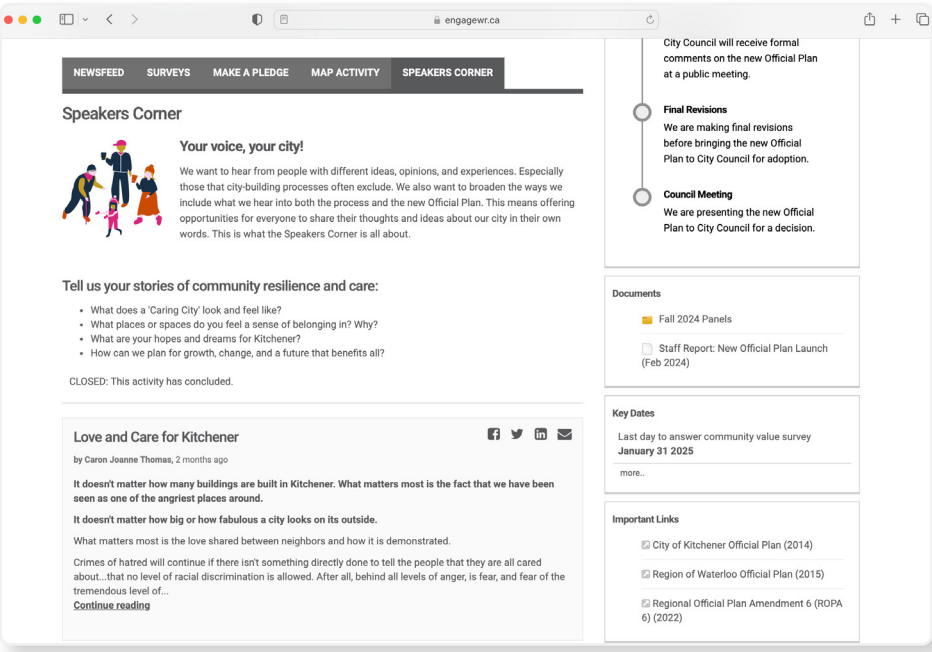 engagewr.ca
NEWSFEED SURVEYS MAKE A PLEDGE MAP ACTIVITY SPEAKERS CORNER
Speakers Corner
Your voice, your city!
We want to hear from people with different ideas, opinions, and experiences. Especially
those that city-building processes often exclude. We also want to broaden the ways we
include what we hear into both the process and the new Official Plan. This means offering
opportunities for everyone to share their thoughts and ideas about our city in their own
words. This is what the Speakers Corner is all about.
Tell us your stories of community resilience and care:
• What does a 'Caring City' look and feel like?
• What places or spaces do you feel a sense of belonging in? Why?
• What are your hopes and dreams for Kitchener?
• How can we plan for growth, change, and a future that benefits all?
CLOSED: This activity has concluded.
Love and Care for Kitchener
by Caron Joanne Thomas, 2 months ago
It doesn't matter how many buildings are built in Kitchener. What matters most is the fact that we have been
seen as one of the angriest places around.
It doesn't matter how big or how fabulous a city looks on its outside.
What matters most is the love shared between neighbors and how it is demonstrated.
Crimes of hatred will continue if there isn't something directly done to tell the people that they are all cared
about...that no level of racial discrimination is allowed. After all, behind all levels of anger, is fear, and fear of the
tremendous level of...
Continue reading
City Council will receive formal
comments on the new Official Plan
at a public meeting.
Final Revisions
We are making final revisions
before bringing the new Official
Plan to City Council for adoption.
Council Meeting
We are presenting the new Official
Plan to City Council for a decision.
Documents
Fall 2024 Panels
Staff Report: New Official Plan Launch
(Feb 2024)
Key Dates
Last day to answer community value survey
January 31 2025
more..
Important Links
City of Kitchener Official Plan (2014)
Region of Waterloo Official Plan (2015)
Regional Official Plan Amendment 6 (ROPA
6) (2022)